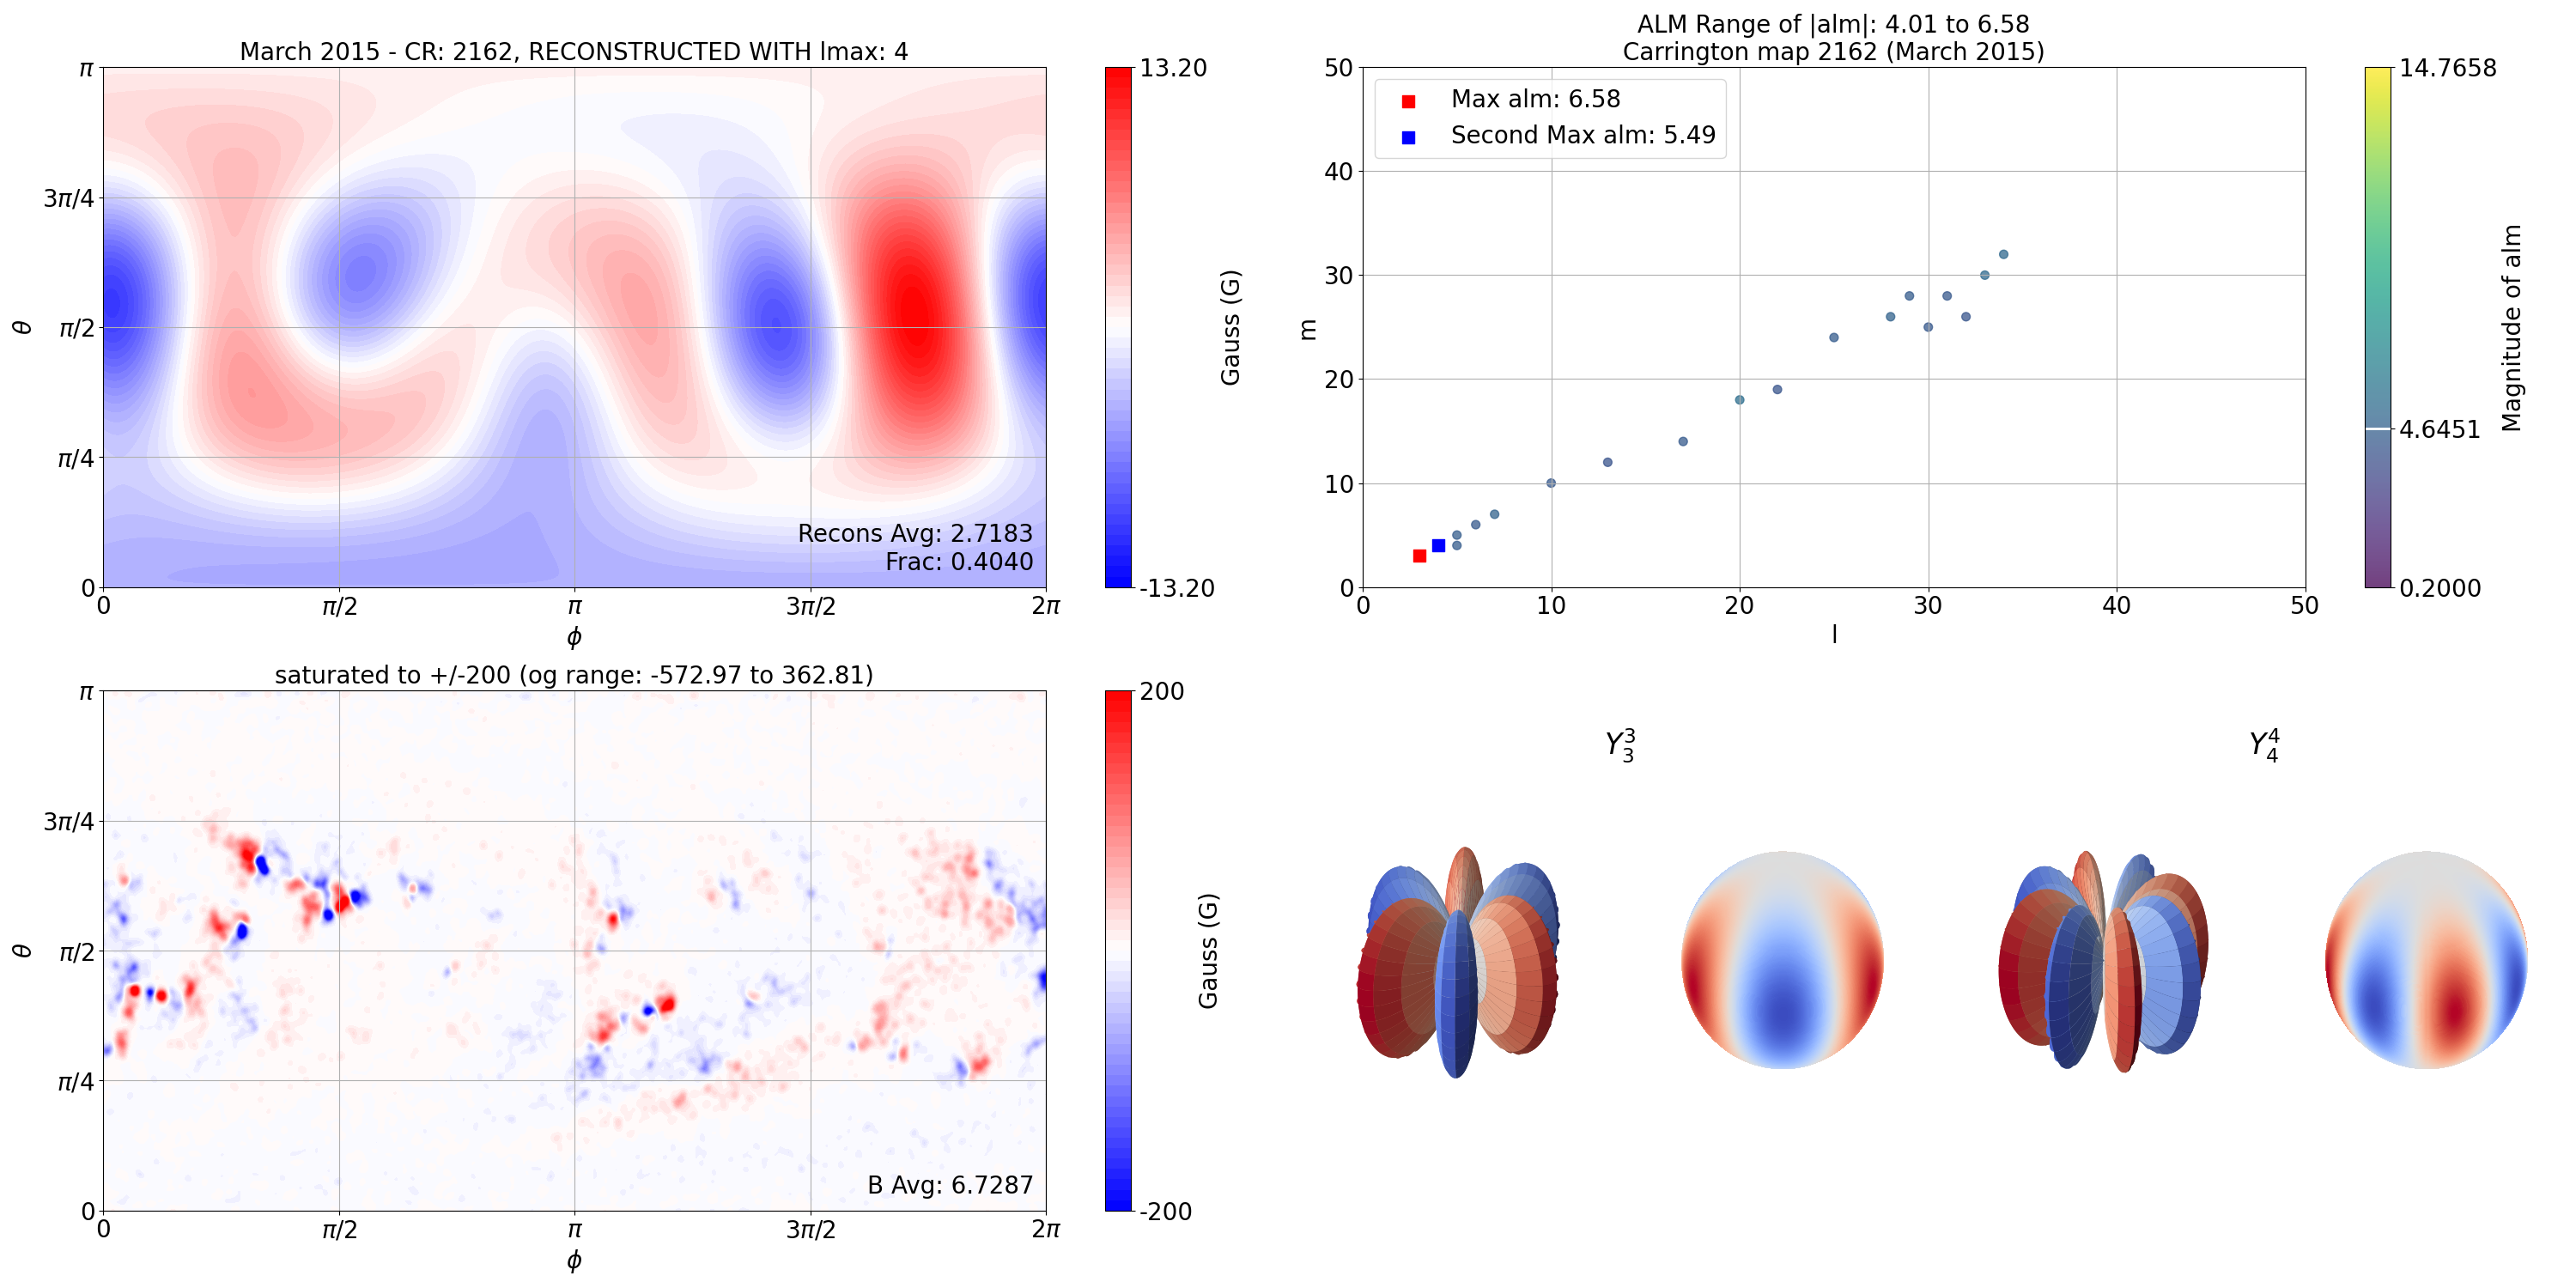 March 2015 - CR: 2162, RECONSTRUCTED WITH lmax: 4
π
3π/4
π/2
π/4
0
θ
0
π/2
π
3π/2
2π
ϕ
Recons Avg: 2.7183
Frac: 0.4040
13.20
-13.20
Gauss (G)
ALM Range of |alm|: 4.01 to 6.58
Carrington map 2162 (March 2015)
Max alm: 6.58
Second Max alm: 5.49
50
40
30
20
10
0
m
0
10
20
30
40
50
l
14.7658
4.6451
0.2000
Magnitude of alm
saturated to +/-200 (og range: -572.97 to 362.81)
π
3π/4
π/2
π/4
0
θ
0
π/2
π
3π/2
2π
ϕ
B Avg: 6.7287
200
-200
Gauss (G)
Y₃³
Y₄⁴